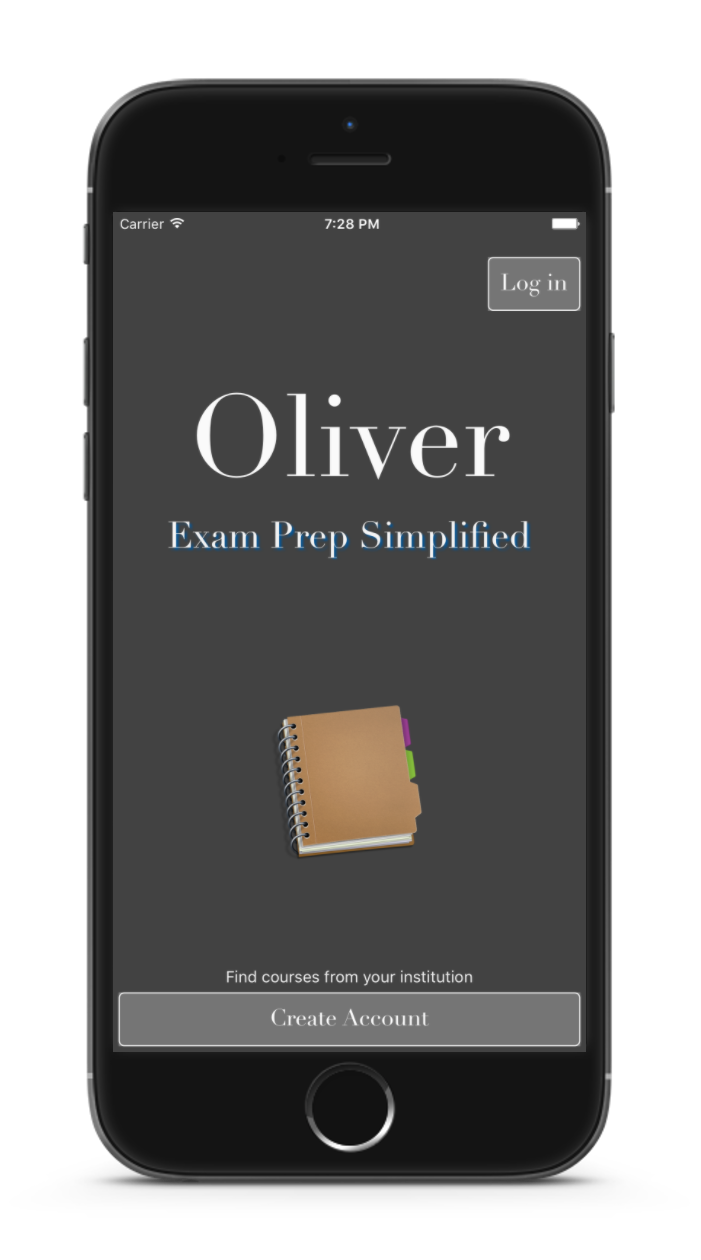 Carrier 7:28 PM
Log in
Oliver
Exam Prep Simplified
Find courses from your institution
Create Account